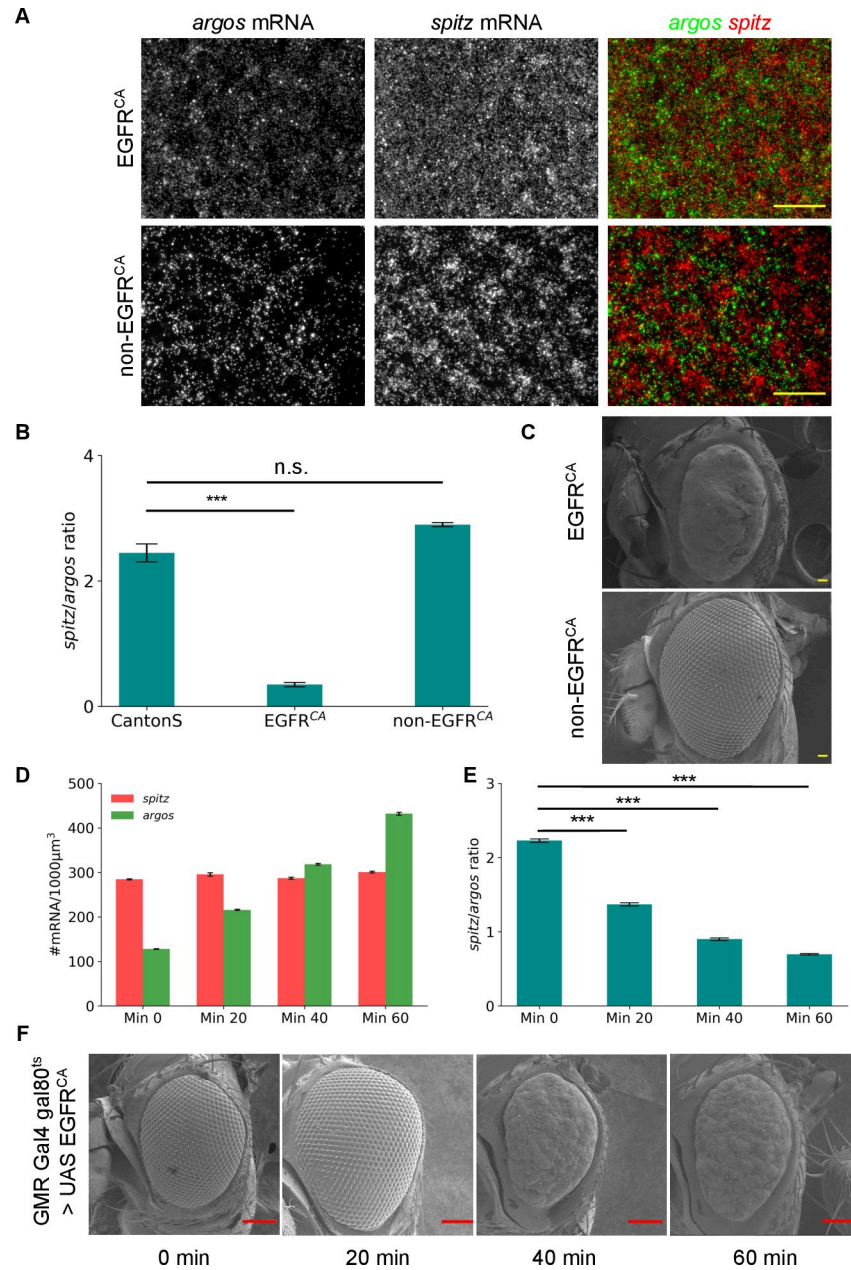 A
argos mRNA
spitz mRNA
argos spitz
EGFR^CA
non-EGFR^CA
B
4
2
0
spitz/argos ratio
n.s.
***
CantonS
EGFR^CA
non-EGFR^CA
C
EGFR^CA
non-EGFR^CA
D
500
400
300
200
100
0
#mRNA/1000μm³
spitz
argos
Min 0
Min 20
Min 40
Min 60
E
3
2
1
0
spitz/argos ratio
***
***
***
Min 0
Min 20
Min 40
Min 60
F
GMR Gal4 gal80^ts
> UAS EGFR^CA
0 min
20 min
40 min
60 min